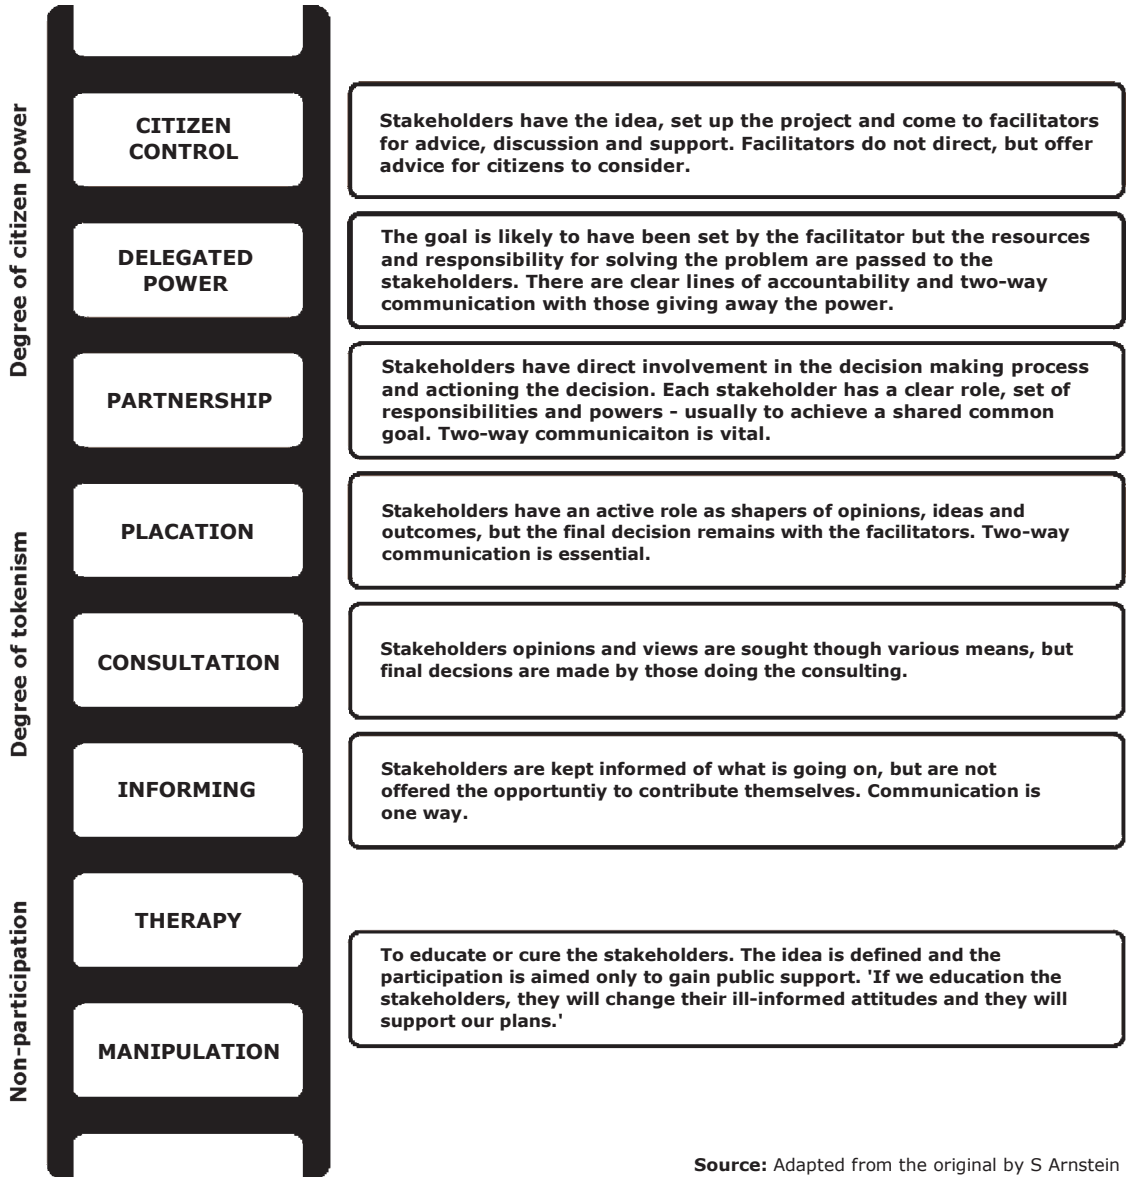 Degree of citizen power
CITIZEN
CONTROL
Stakeholders have the idea, set up the project and come to facilitators
for advice, discussion and support. Facilitators do not direct, but offer
advice for citizens to consider.
DELEGATED
POWER
The goal is likely to have been set by the facilitator but the resources
and responsibility for solving the problem are passed to the
stakeholders. There are clear lines of accountability and two-way
communication with those giving away the power.
PARTNERSHIP
Stakeholders have direct involvement in the decision making process
and actioning the decision. Each stakeholder has a clear role, set of
responsibilities and powers - usually to achieve a shared common
goal. Two-way communicaiton is vital.
Degree of tokenism
PLACATION
Stakeholders have an active role as shapers of opinions, ideas and
outcomes, but the final decision remains with the facilitators. Two-way
communication is essential.
CONSULTATION
Stakeholders opinions and views are sought though various means, but
final decsions are made by those doing the consulting.
INFORMING
Stakeholders are kept informed of what is going on, but are not
offered the opportuntiy to contribute themselves. Communication is
one way.
Non-participation
THERAPY
MANIPULATION
To educate or cure the stakeholders. The idea is defined and the
participation is aimed only to gain public support. 'If we education the
stakeholders, they will change their ill-informed attitudes and they will
support our plans.'
Source: Adapted from the original by S Arnstein